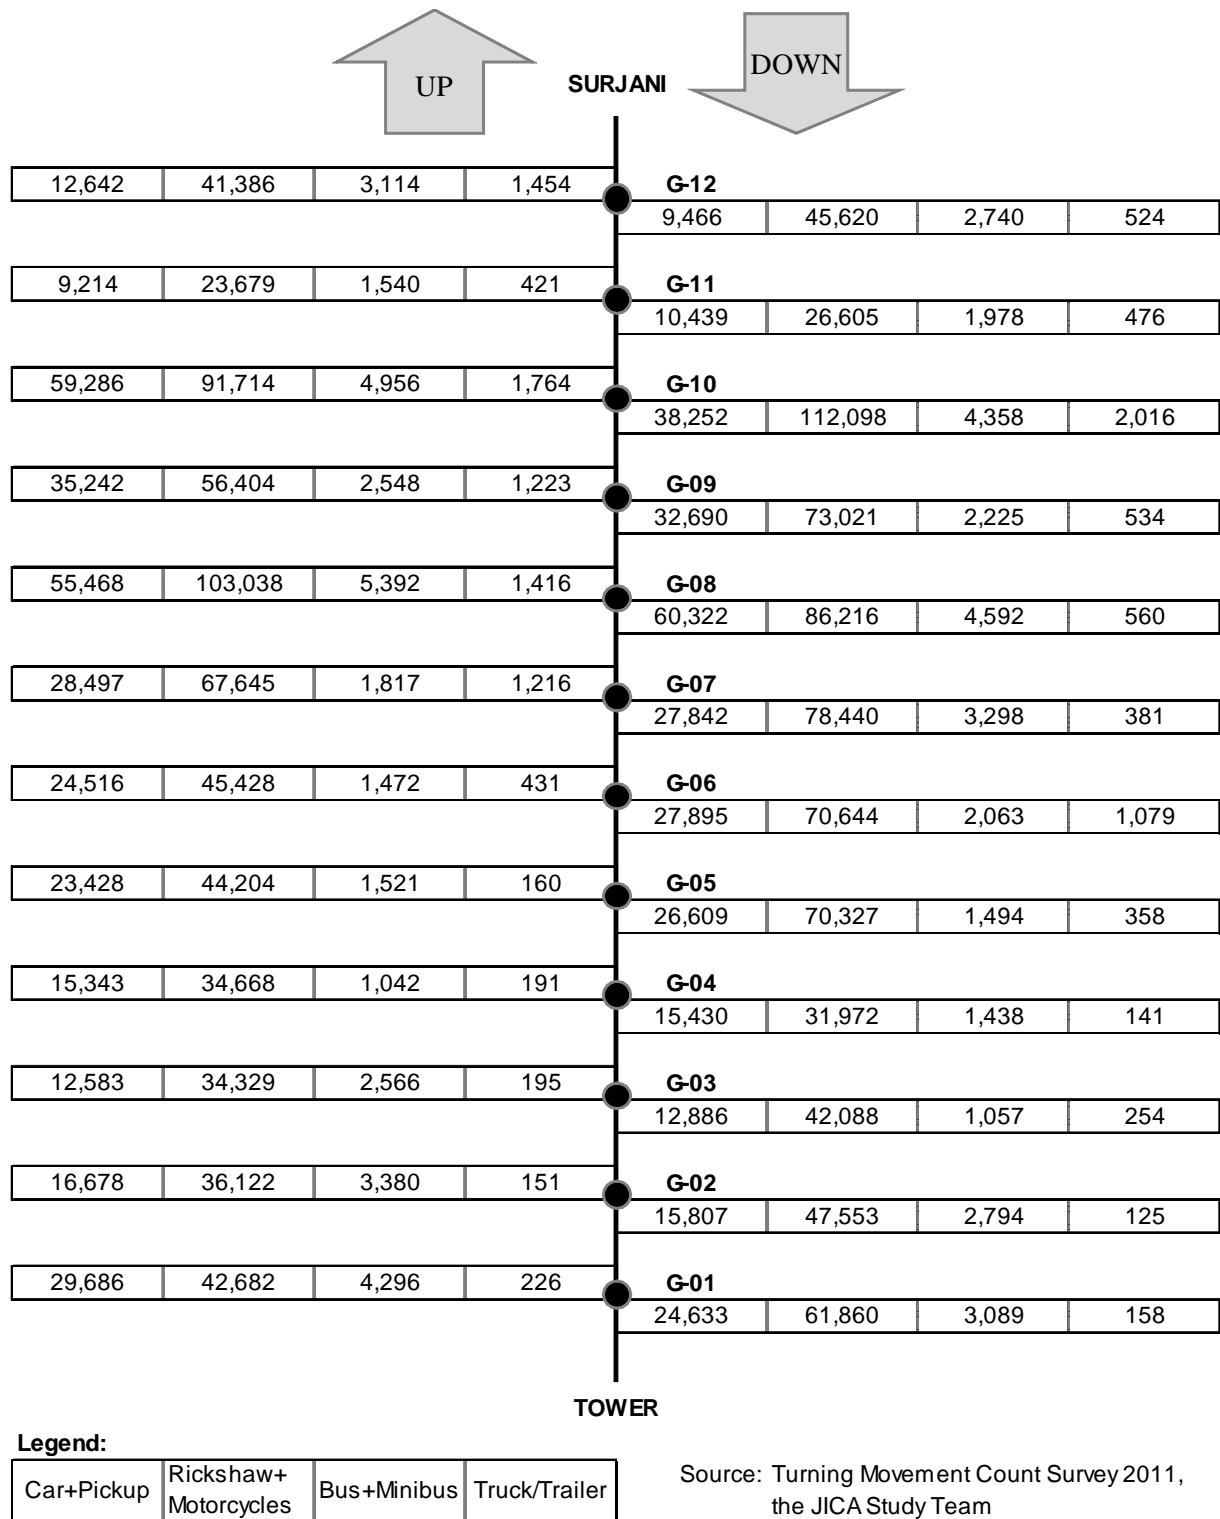 UP
SURJANI
DOWN
12,642 41,386 3,114 1,454
G-12
9,466 45,620 2,740 524
9,214 23,679 1,540 421
G-11
10,439 26,605 1,978 476
59,286 91,714 4,956 1,764
G-10
38,252 112,098 4,358 2,016
35,242 56,404 2,548 1,223
G-09
32,690 73,021 2,225 534
55,468 103,038 5,392 1,416
G-08
60,322 86,216 4,592 560
28,497 67,645 1,817 1,216
G-07
27,842 78,440 3,298 381
24,516 45,428 1,472 431
G-06
27,895 70,644 2,063 1,079
23,428 44,204 1,521 160
G-05
26,609 70,327 1,494 358
15,343 34,668 1,042 191
G-04
15,430 31,972 1,438 141
12,583 34,329 2,566 195
G-03
12,886 42,088 1,057 254
16,678 36,122 3,380 151
G-02
15,807 47,553 2,794 125
29,686 42,682 4,296 226
G-01
24,633 61,860 3,089 158
TOWER
Legend:
Car+Pickup
Rickshaw+
Motorcycles
Bus+Minibus
Truck/Trailer
Source: Turning Movement Count Survey 2011,
the JICA Study Team